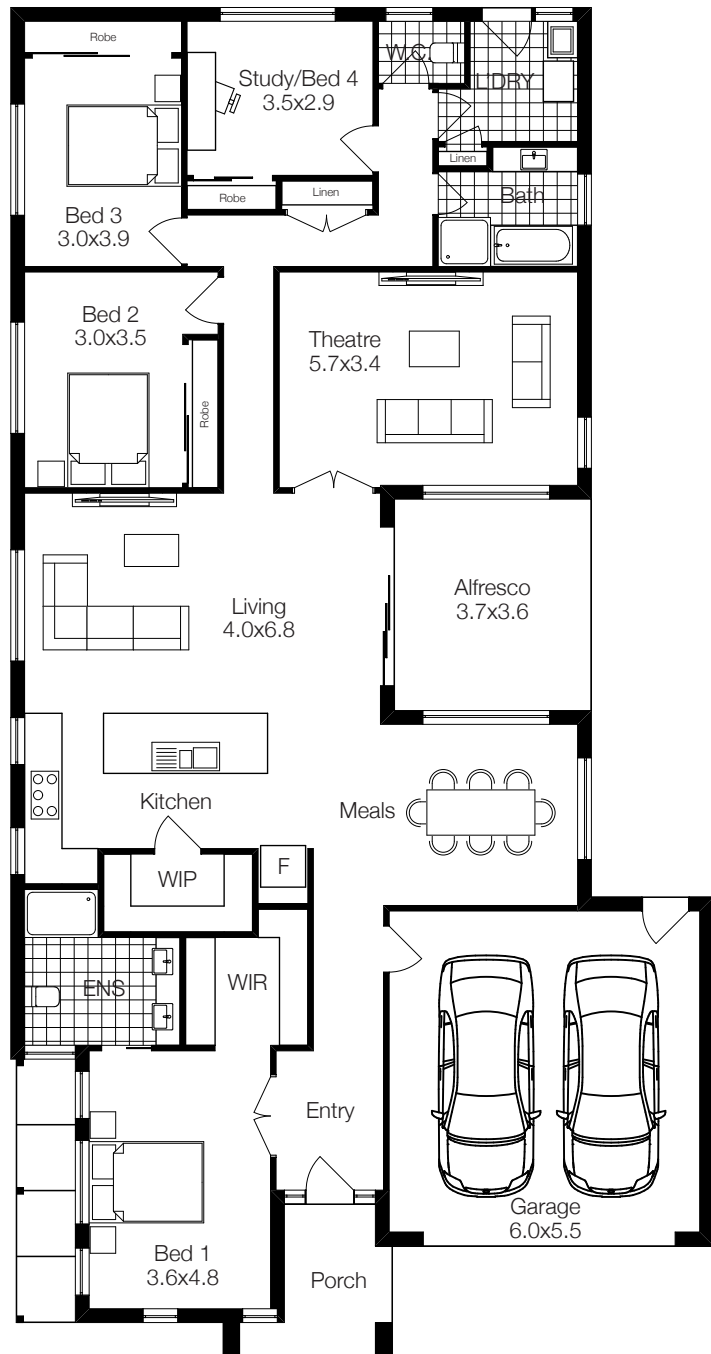 Robe
W.C.
Study/Bed 4
3.5x2.9
L'DRY
Linen
Robe
Linen
Bath
Bed 3
3.0x3.9
Bed 2
3.0x3.5
Theatre
5.7x3.4
Robe
Alfresco
3.7x3.6
Living
4.0x6.8
Kitchen
Meals
WIP
F
ENS
WIR
Entry
Garage
6.0x5.5
Bed 1
3.6x4.8
Porch